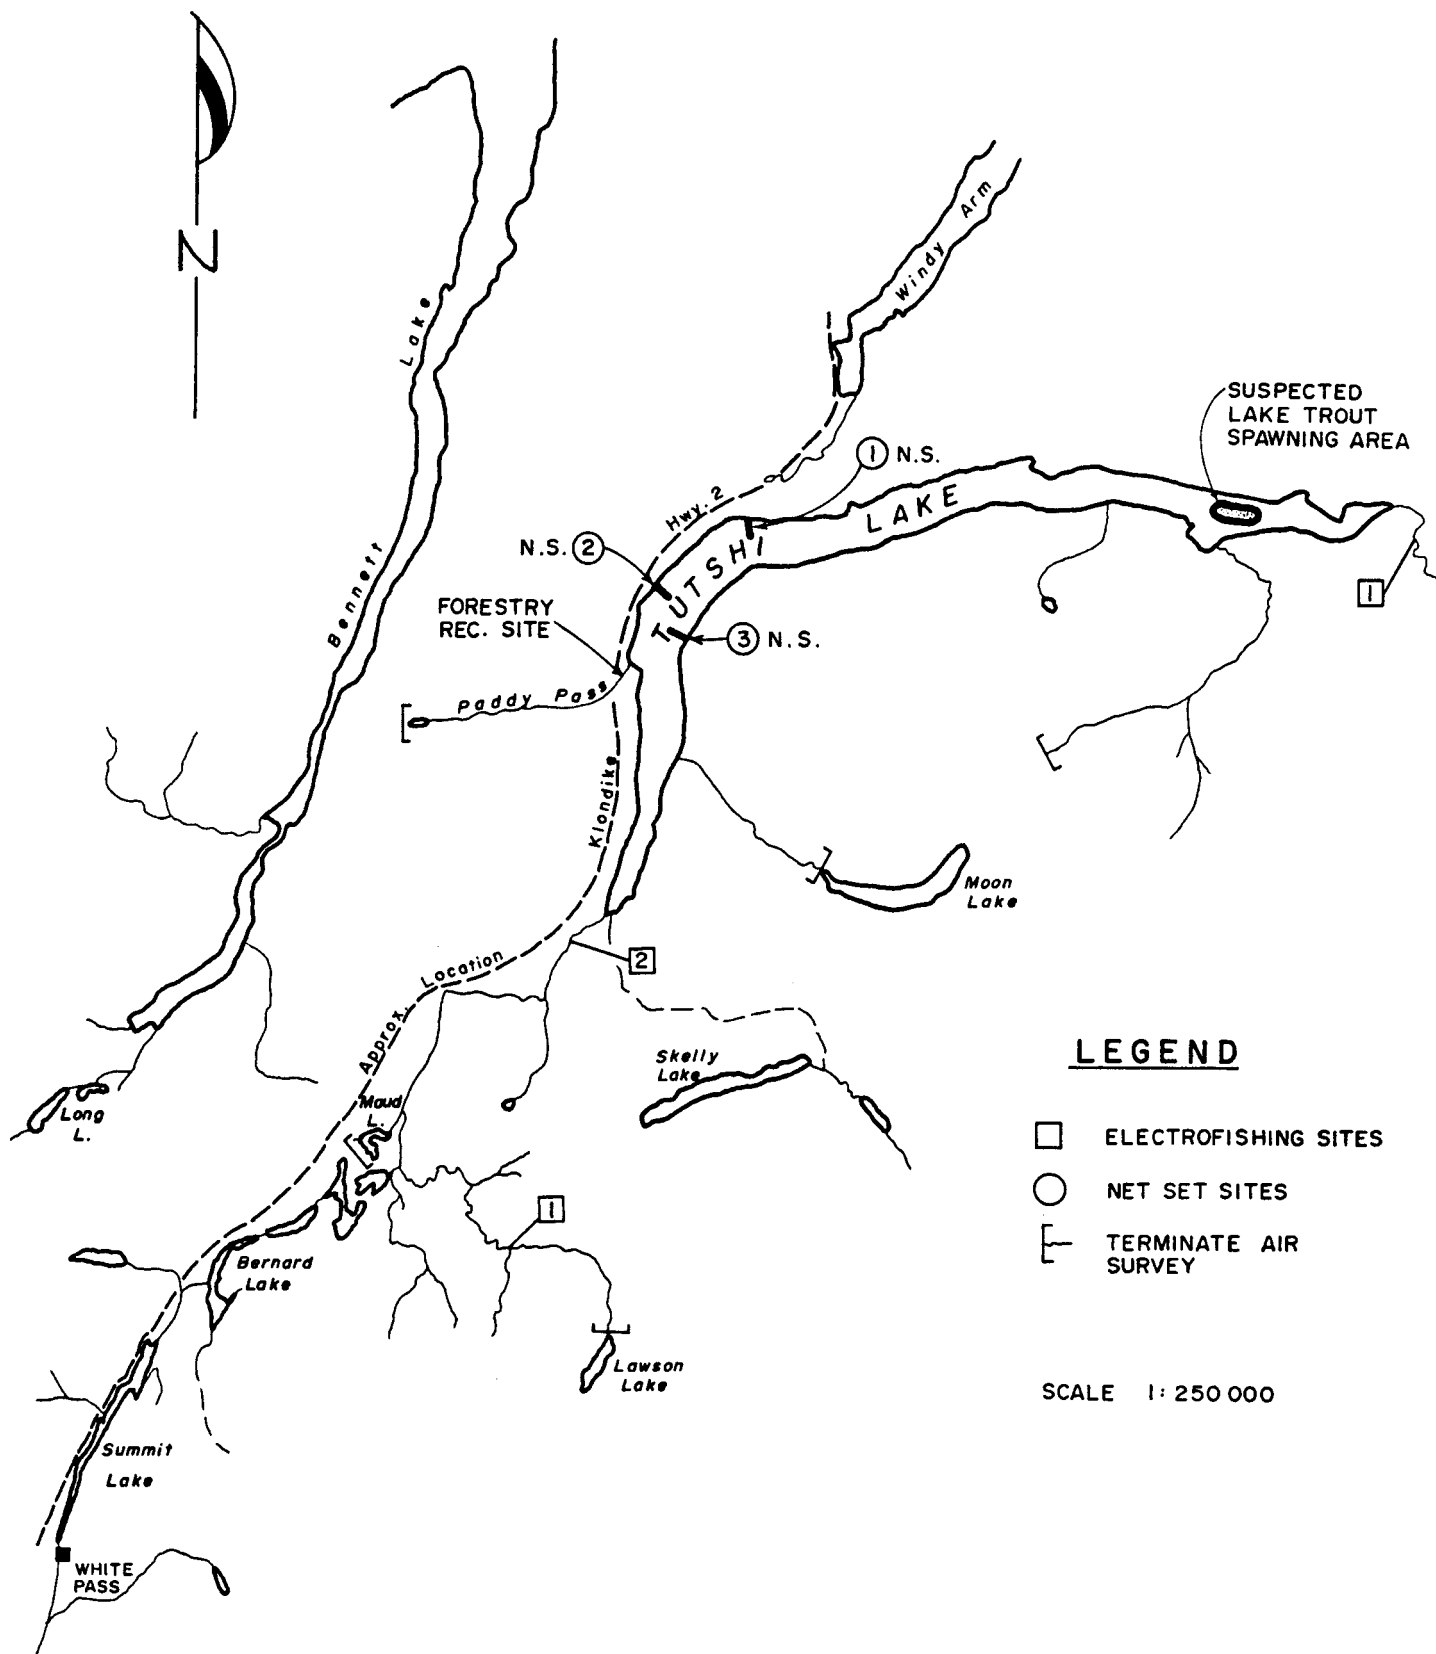 N
Bennett Lake
Windy Arm
SUSPECTED
LAKE TROUT
SPAWNING AREA
1 N.S.
Hwy. 2
TUTSHI LAKE
N.S. 2
1
FORESTRY
REC. SITE
3 N.S.
Paddy Pass
Klondike
Moon
Lake
2
Location
Approx.
Skelly
Lake
LEGEND
Maud
L.
Long
L.
ELECTROFISHING SITES
NET SET SITES
1
TERMINATE AIR
SURVEY
Bernard
Lake
Lawson
Lake
SCALE 1: 250 000
Summit
Lake
WHITE
PASS